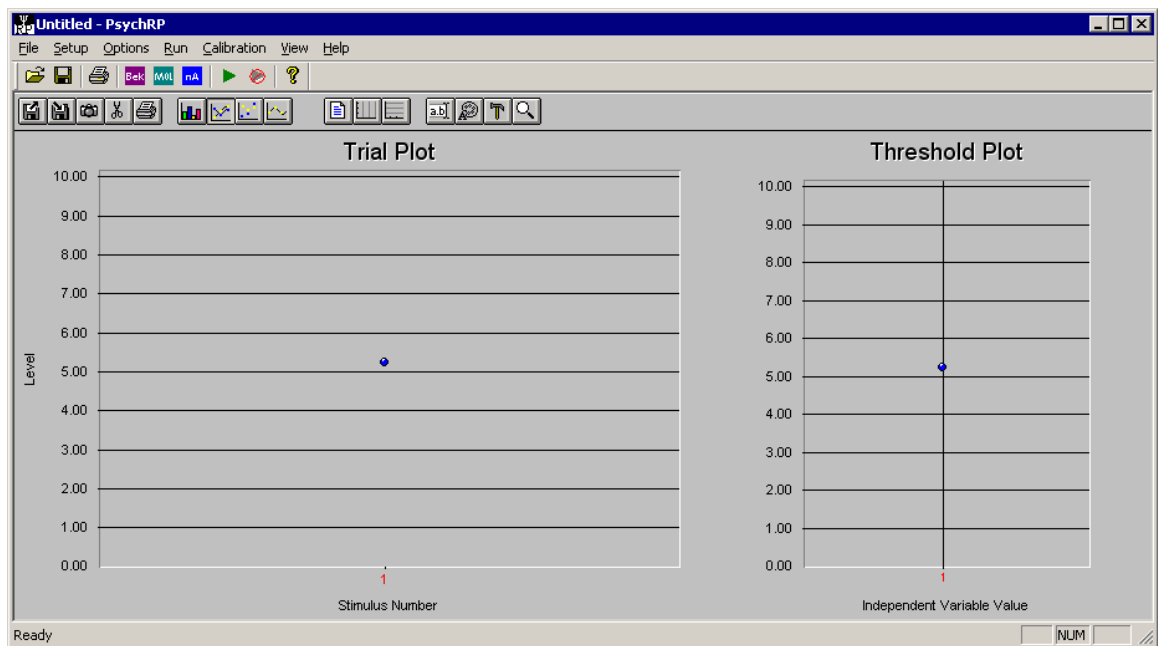 Untitled - PsychRP
File Setup Options Run Calibration View Help
Bek MOL nA
a.b
Trial Plot
10.00
9.00
8.00
7.00
6.00
5.00
4.00
3.00
2.00
1.00
0.00
Level
1
Stimulus Number
Threshold Plot
10.00
9.00
8.00
7.00
6.00
5.00
4.00
3.00
2.00
1.00
0.00
1
Independent Variable Value
Ready NUM